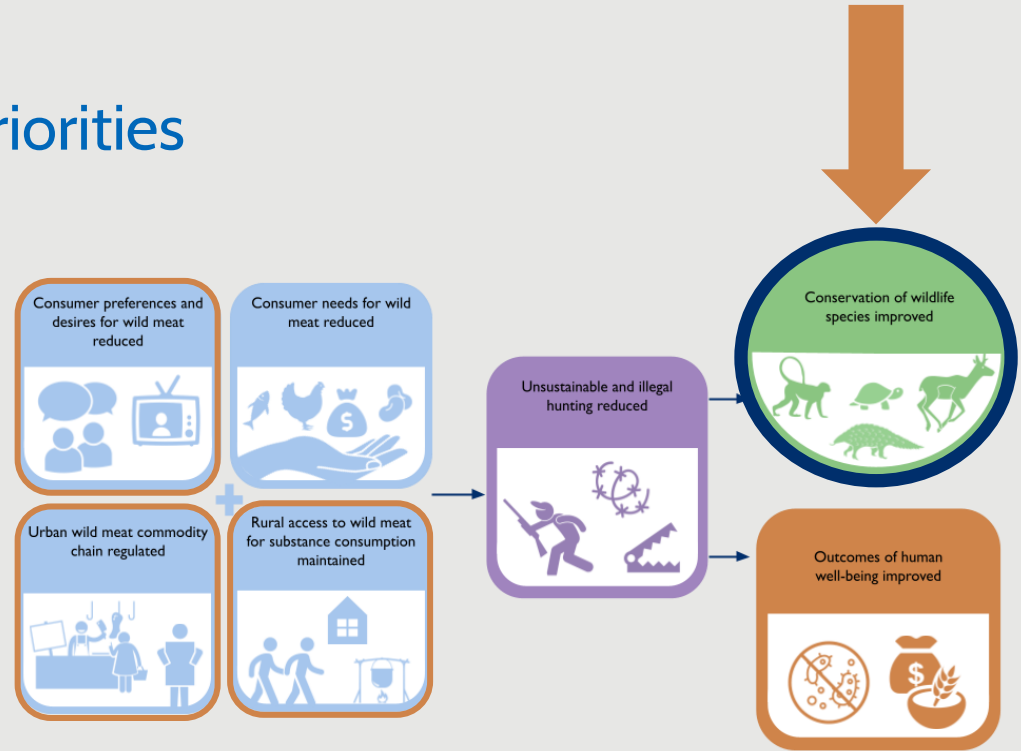 riorities
Consumer preferences and
desires for wild meat
reduced
Consumer needs for wild
meat reduced
Urban wild meat commodity
chain regulated
Rural access to wild meat
for substance consumption
maintained
Unsustainable and illegal
hunting reduced
Conservation of wildlife
species improved
Outcomes of human
well-being improved
$
$